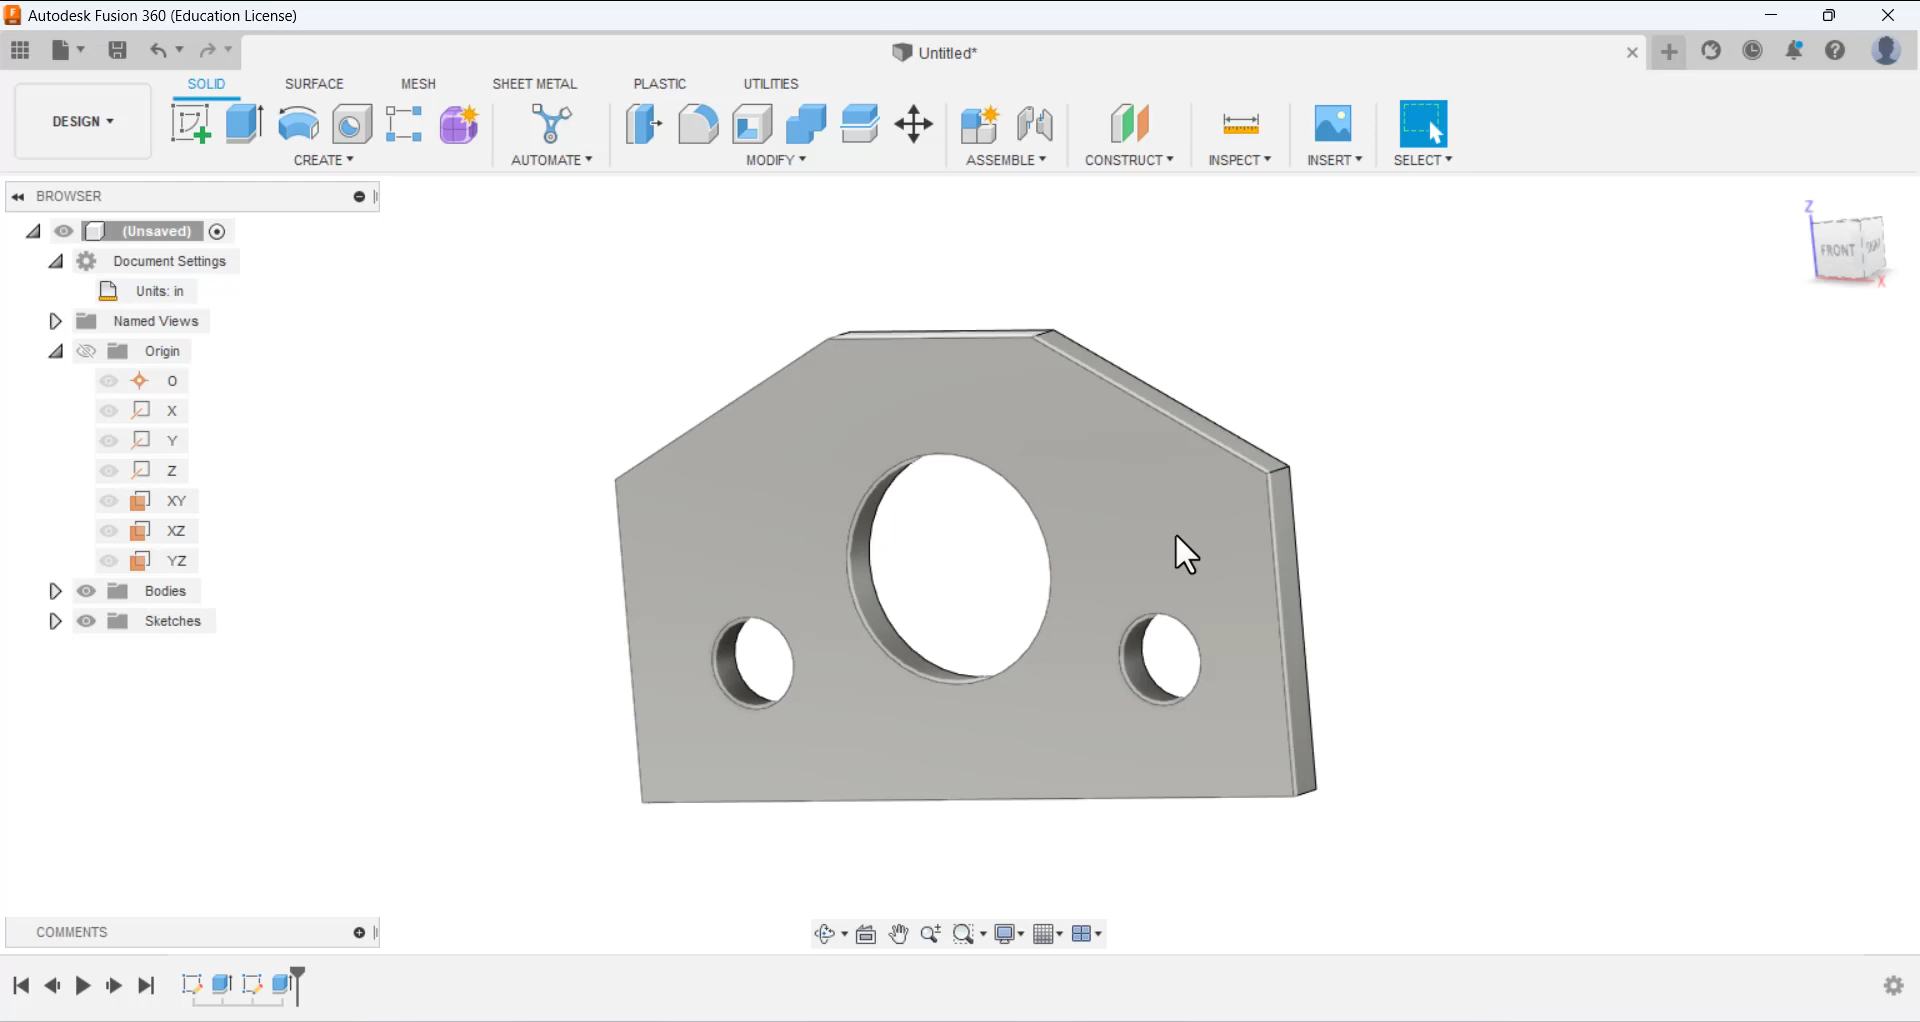 Autodesk Fusion 360 (Education License)
Untitled*
SOLID SURFACE MESH SHEET METAL PLASTIC UTILITIES
DESIGN
CREATE AUTOMATE MODIFY ASSEMBLE CONSTRUCT INSPECT INSERT SELECT
BROWSER
(Unsaved)
Document Settings
Units: in
Named Views
Origin
O
X
Y
Z
XY
XZ
YZ
Bodies
Sketches
Z
FRONT
X
COMMENTS